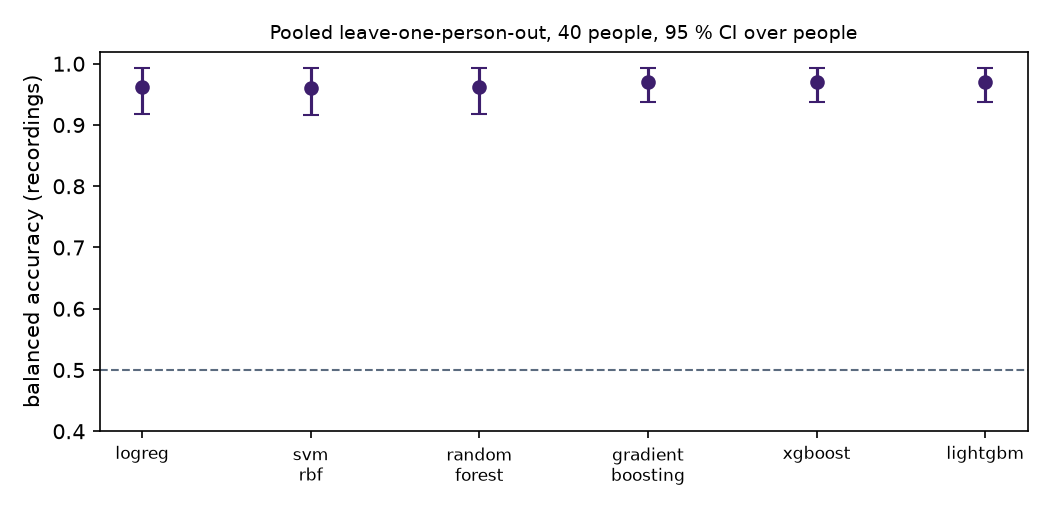 Pooled leave-one-person-out, 40 people, 95 % CI over people
balanced accuracy (recordings)
1.0
0.9
0.8
0.7
0.6
0.5
0.4
logreg
svm
rbf
random
forest
gradient
boosting
xgboost
lightgbm